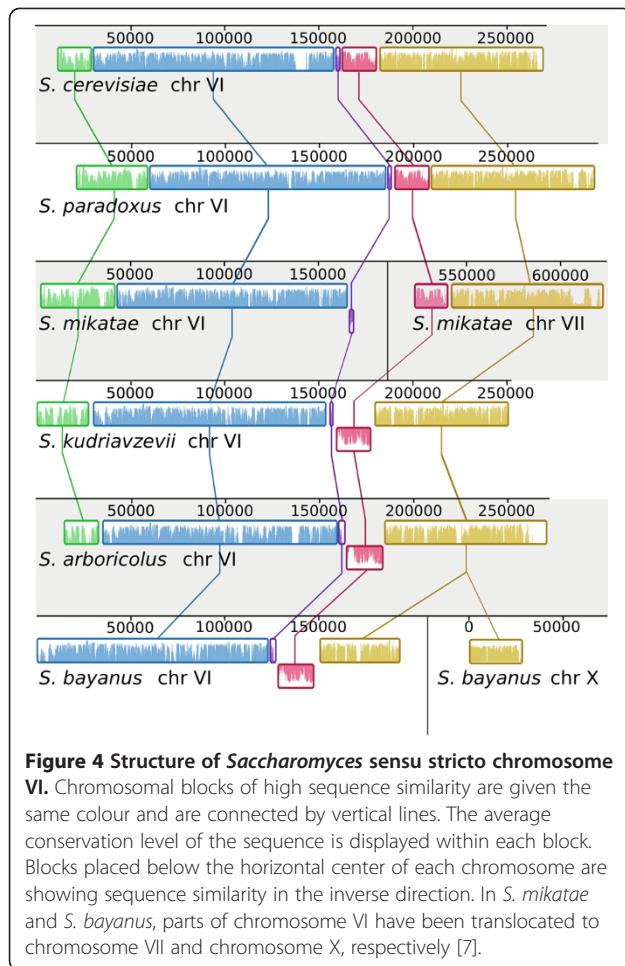 50000 100000 150000 200000 250000
S. cerevisiae chr VI
50000 100000 150000 200000 250000
S. paradoxus chr VI
50000 100000 150000 550000 600000
S. mikatae chr VI S. mikatae chr VII
50000 100000 150000 200000 250000
S. kudriavzevii chr VI
50000 100000 150000 200000 250000
S. arboricolus chr VI
50000 100000 150000 0 50000
S. bayanus chr VI S. bayanus chr X
Figure 4 Structure of Saccharomyces sensu stricto chromosome
VI. Chromosomal blocks of high sequence similarity are given the
same colour and are connected by vertical lines. The average
conservation level of the sequence is displayed within each block.
Blocks placed below the horizontal center of each chromosome are
showing sequence similarity in the inverse direction. In S. mikatae
and S. bayanus, parts of chromosome VI have been translocated to
chromosome VII and chromosome X, respectively [7].